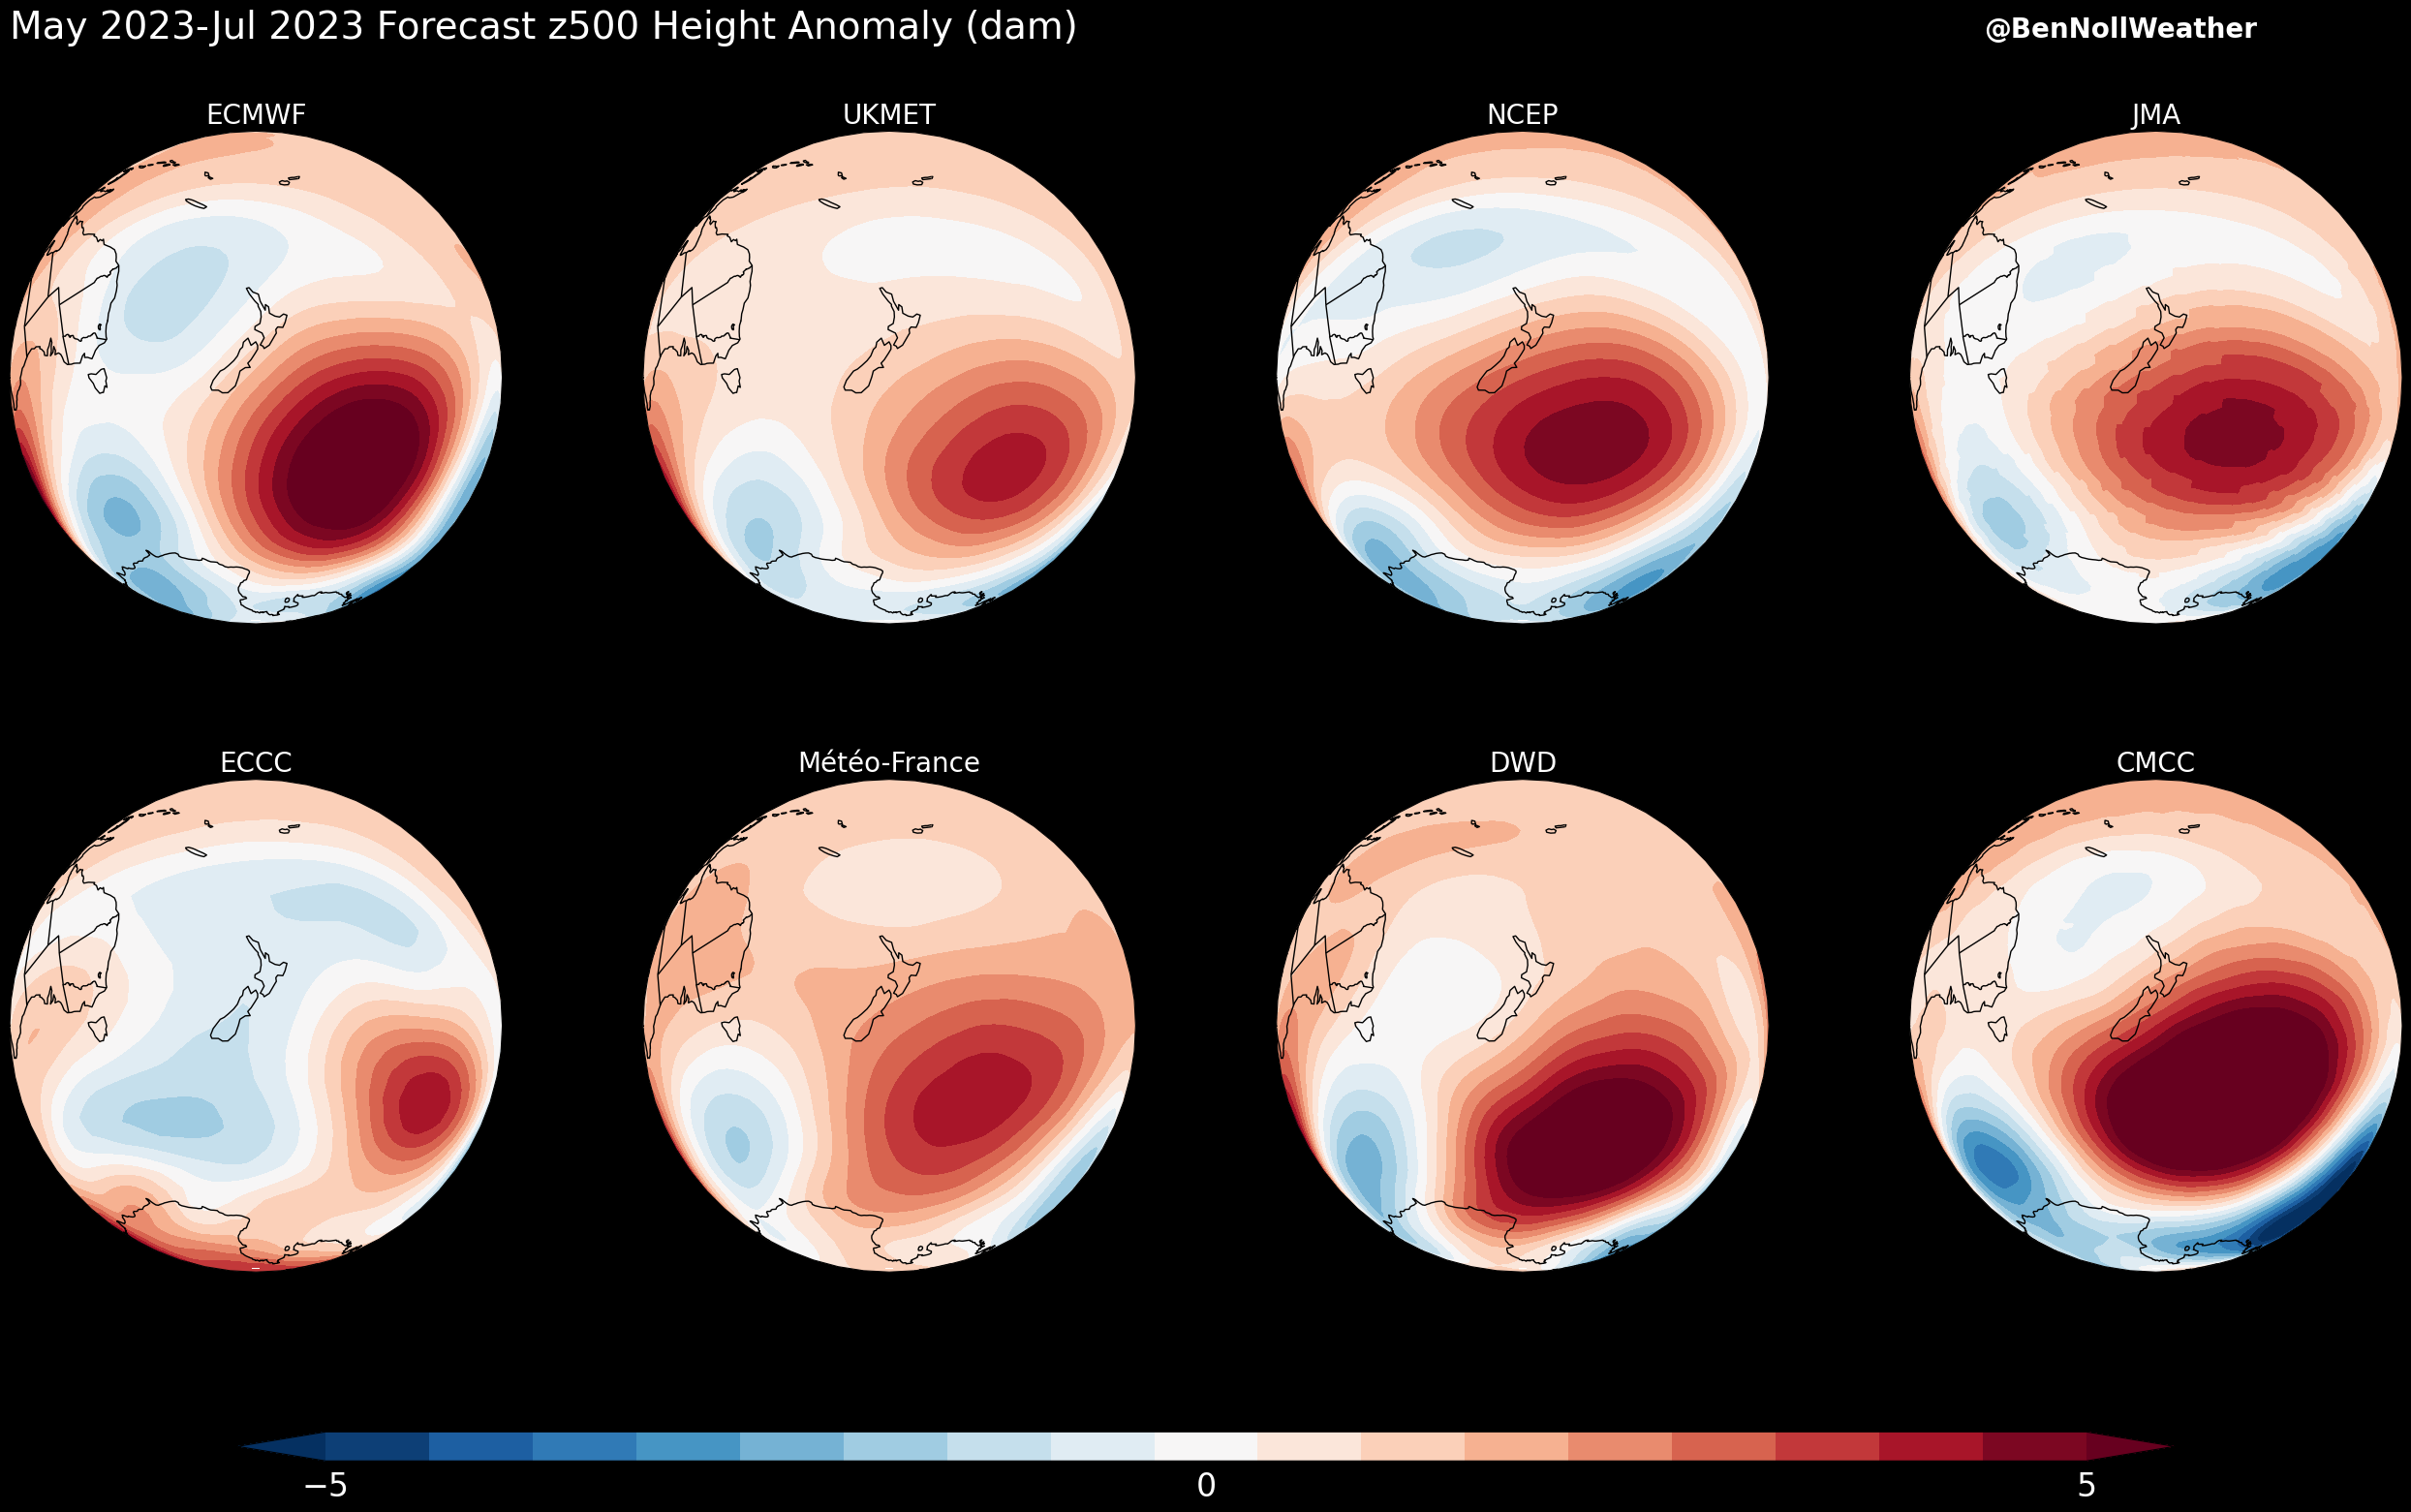 May 2023-Jul 2023 Forecast z500 Height Anomaly (dam)
@BenNollWeather
ECMWF
UKMET
NCEP
JMA
ECCC
Météo-France
DWD
CMCC
−5
0
5